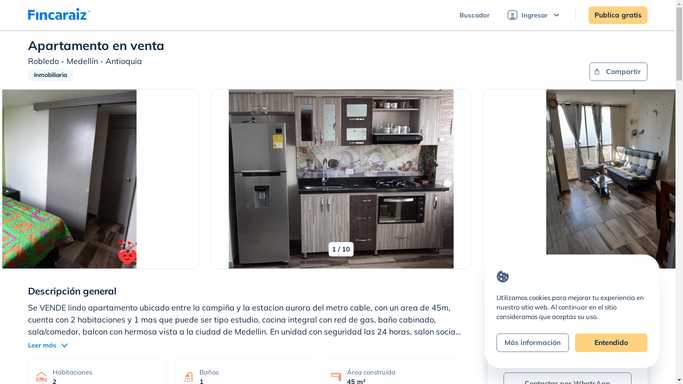 Fincaraiz
Buscador
Ingresar
Publica gratis
Apartamento en venta
Robledo - Medellín - Antioquia
Inmobiliaria
Compartir
1 / 10
Descripción general
Se VENDE lindo apartamento ubicado entre la campiña y la estacion aurora del metro cable, con un area de 45m,
cuenta con 2 habitaciones y 1 mas que puede ser tipo estudio, cocina integral con red de gas, baño cabinado,
sala/comedor, balcon con hermosa vista a la ciudad de Medellin. En unidad con seguridad las 24 horas, salon social...
Leer más
Habitaciones
2
Baños
1
Área construida
45 m²
Utilizamos cookies para mejorar tu experiencia en
nuestro sitio web. Al continuar en el sitio
consideramos que aceptas su uso.
Más información
Entendido
Contactar por WhatsApp